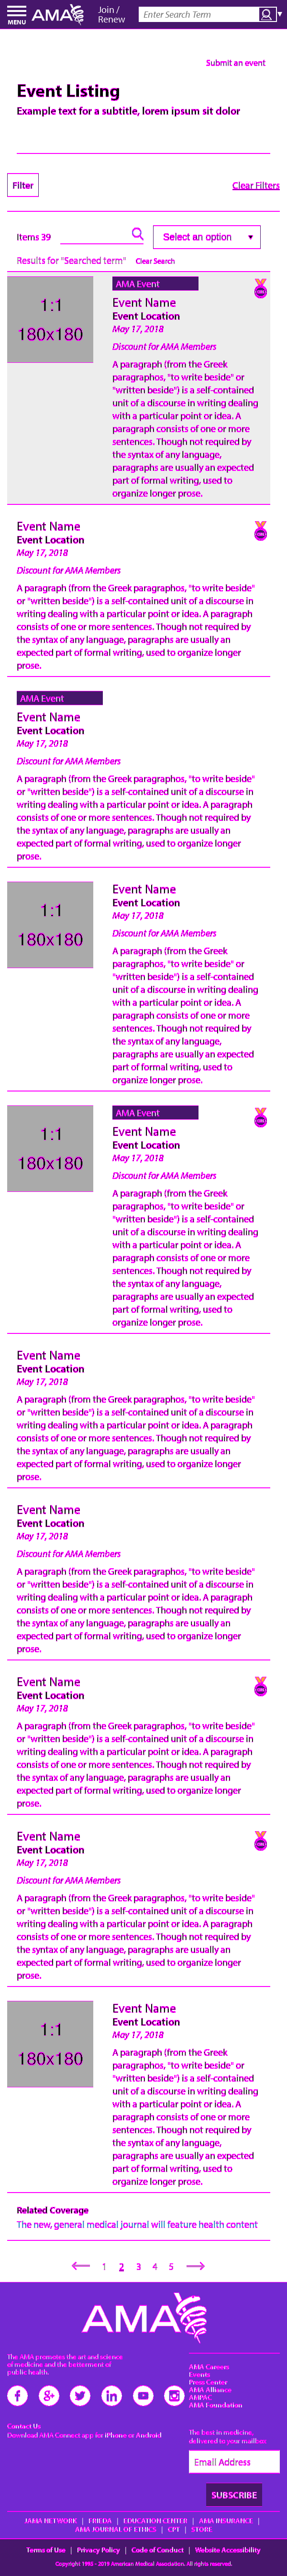 MENU
AMA
Join /
Renew
Enter Search Term
Submit an event
Event Listing
Example text for a subtitle, lorem ipsum sit dolor
Filter
Clear Filters
Items 39
Select an option
Results for "Searched term"
Clear Search
1:1
180x180
AMA Event
Event Name
Event Location
May 17, 2018
Discount for AMA Members
A paragraph (from the Greek
paragraphos, "to write beside" or
"written beside") is a self-contained
unit of a discourse in writing dealing
with a particular point or idea. A
paragraph consists of one or more
sentences. Though not required by
the syntax of any language,
paragraphs are usually an expected
part of formal writing, used to
organize longer prose.
Event Name
Event Location
May 17, 2018
Discount for AMA Members
A paragraph (from the Greek paragraphos, "to write beside"
or "written beside") is a self-contained unit of a discourse in
writing dealing with a particular point or idea. A paragraph
consists of one or more sentences. Though not required by
the syntax of any language, paragraphs are usually an
expected part of formal writing, used to organize longer
prose.
AMA Event
Event Name
Event Location
May 17, 2018
Discount for AMA Members
A paragraph (from the Greek paragraphos, "to write beside"
or "written beside") is a self-contained unit of a discourse in
writing dealing with a particular point or idea. A paragraph
consists of one or more sentences. Though not required by
the syntax of any language, paragraphs are usually an
expected part of formal writing, used to organize longer
prose.
1:1
180x180
Event Name
Event Location
May 17, 2018
Discount for AMA Members
A paragraph (from the Greek
paragraphos, "to write beside" or
"written beside") is a self-contained
unit of a discourse in writing dealing
with a particular point or idea. A
paragraph consists of one or more
sentences. Though not required by
the syntax of any language,
paragraphs are usually an expected
part of formal writing, used to
organize longer prose.
1:1
180x180
AMA Event
Event Name
Event Location
May 17, 2018
Discount for AMA Members
A paragraph (from the Greek
paragraphos, "to write beside" or
"written beside") is a self-contained
unit of a discourse in writing dealing
with a particular point or idea. A
paragraph consists of one or more
sentences. Though not required by
the syntax of any language,
paragraphs are usually an expected
part of formal writing, used to
organize longer prose.
Event Name
Event Location
May 17, 2018
A paragraph (from the Greek paragraphos, "to write beside"
or "written beside") is a self-contained unit of a discourse in
writing dealing with a particular point or idea. A paragraph
consists of one or more sentences. Though not required by
the syntax of any language, paragraphs are usually an
expected part of formal writing, used to organize longer
prose.
Event Name
Event Location
May 17, 2018
Discount for AMA Members
A paragraph (from the Greek paragraphos, "to write beside"
or "written beside") is a self-contained unit of a discourse in
writing dealing with a particular point or idea. A paragraph
consists of one or more sentences. Though not required by
the syntax of any language, paragraphs are usually an
expected part of formal writing, used to organize longer
prose.
Event Name
Event Location
May 17, 2018
A paragraph (from the Greek paragraphos, "to write beside"
or "written beside") is a self-contained unit of a discourse in
writing dealing with a particular point or idea. A paragraph
consists of one or more sentences. Though not required by
the syntax of any language, paragraphs are usually an
expected part of formal writing, used to organize longer
prose.
Event Name
Event Location
May 17, 2018
Discount for AMA Members
A paragraph (from the Greek paragraphos, "to write beside"
or "written beside") is a self-contained unit of a discourse in
writing dealing with a particular point or idea. A paragraph
consists of one or more sentences. Though not required by
the syntax of any language, paragraphs are usually an
expected part of formal writing, used to organize longer
prose.
1:1
180x180
Event Name
Event Location
May 17, 2018
A paragraph (from the Greek
paragraphos, "to write beside" or
"written beside") is a self-contained
unit of a discourse in writing dealing
with a particular point or idea. A
paragraph consists of one or more
sentences. Though not required by
the syntax of any language,
paragraphs are usually an expected
part of formal writing, used to
organize longer prose.
Related Coverage
The new, general medical journal will feature health content
1 2 3 4 5
AMA
The AMA promotes the art and science
of medicine and the betterment of
public health.
Contact Us
Download AMA Connect app for iPhone or Android
AMA Careers
Events
Press Center
AMA Alliance
AMPAC
AMA Foundation
The best in medicine,
delivered to your mailbox
Email Address
SUBSCRIBE
JAMA NETWORK | FREIDA | EDUCATION CENTER | AMA INSURANCE |
AMA JOURNAL OF ETHICS | CPT | STORE
Terms of Use | Privacy Policy | Code of Conduct | Website Accessibility
Copyright 1995 - 2019 American Medical Association. All rights reserved.